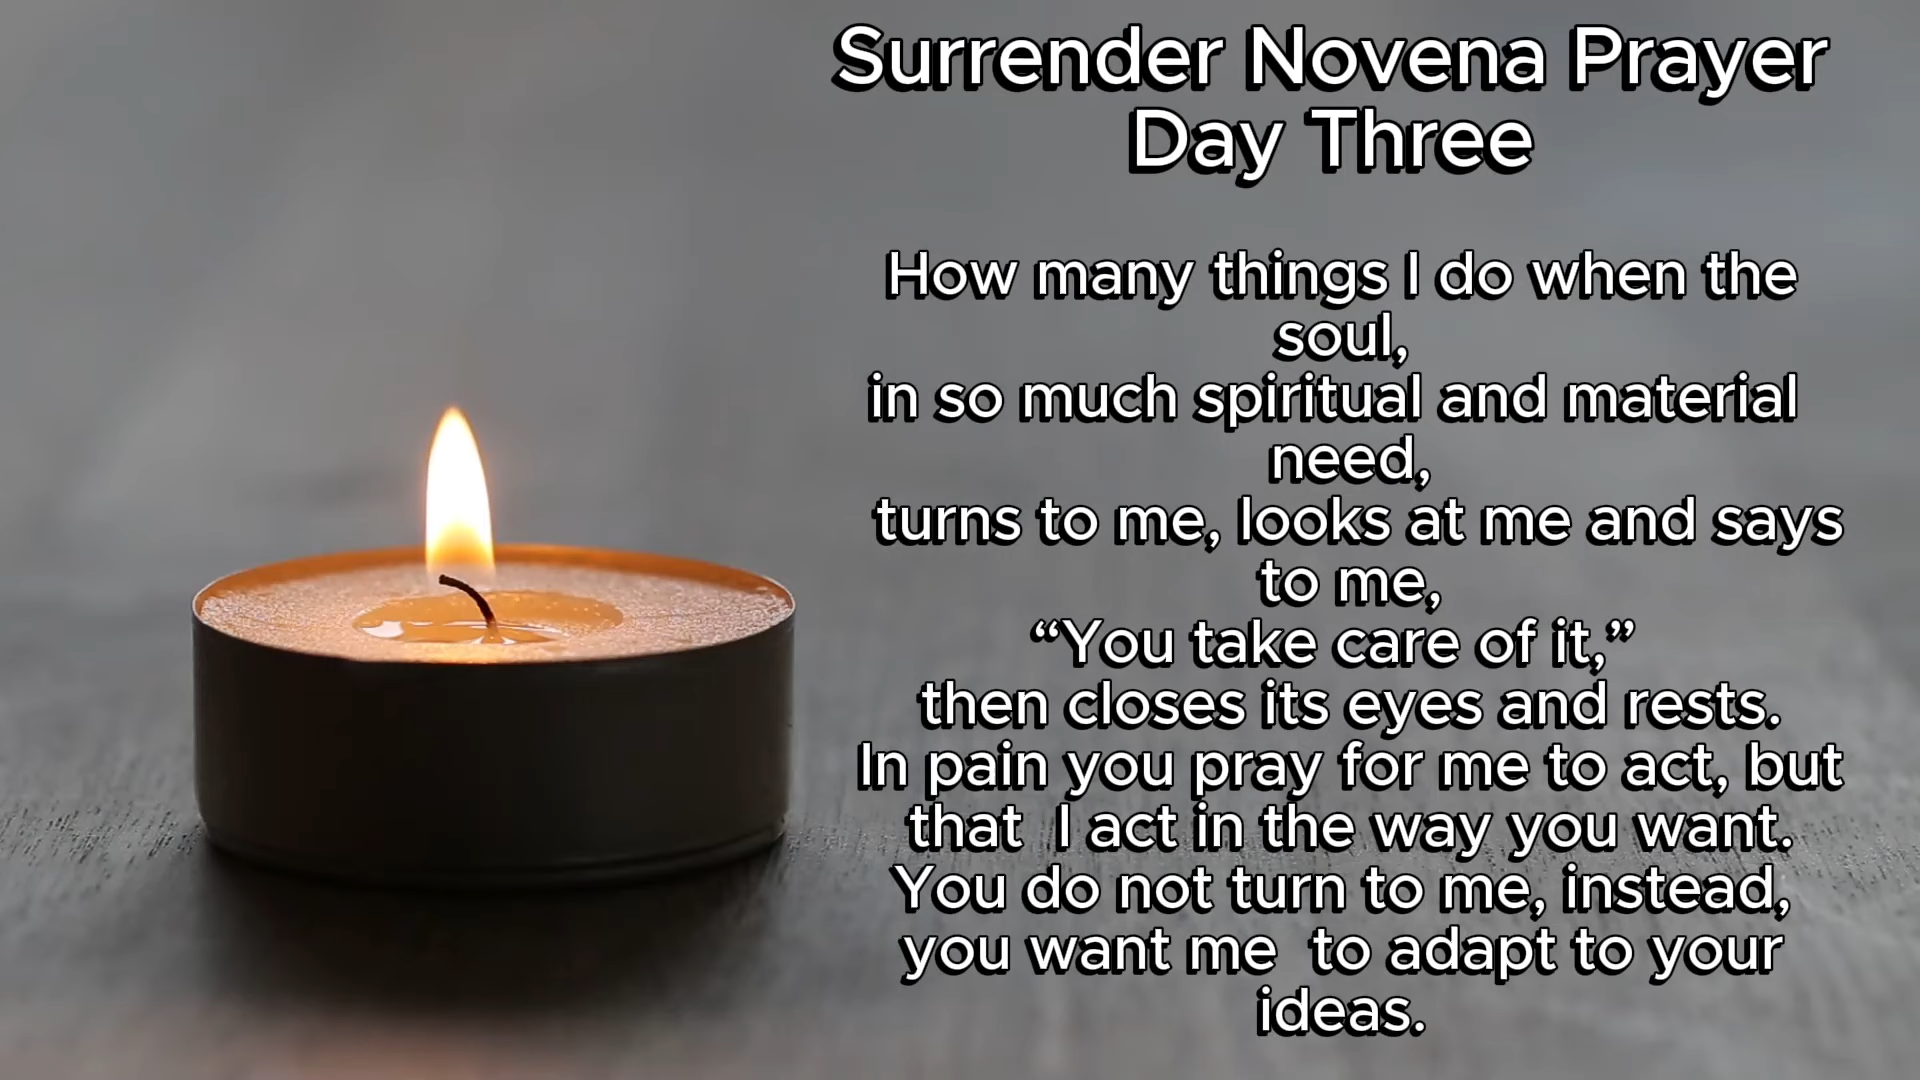 Surrender Novena Prayer
Day Three
How many things I do when the
soul,
in so much spiritual and material
need,
turns to me, looks at me and says
to me,
“You take care of it,”
then closes its eyes and rests.
In pain you pray for me to act, but
that  I act in the way you want.
You do not turn to me, instead,
you want me  to adapt to your
ideas.